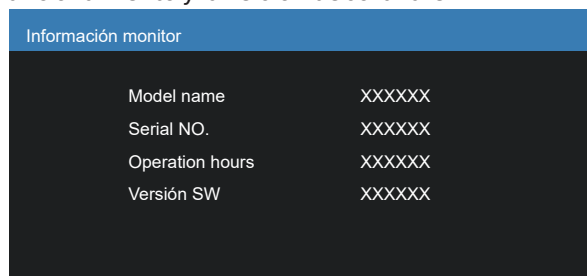 Información monitor
Model name XXXXXX
Serial NO. XXXXXX
Operation hours XXXXXX
Versión SW XXXXXX